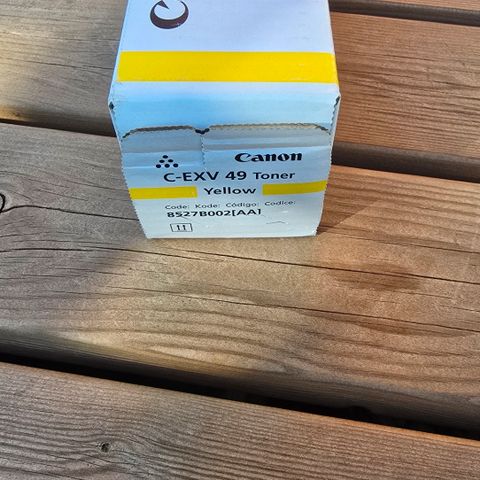 Canon
C-EXV 49 Toner
Yellow
Code: Kode: Código: Codice:
8527B002[AA]